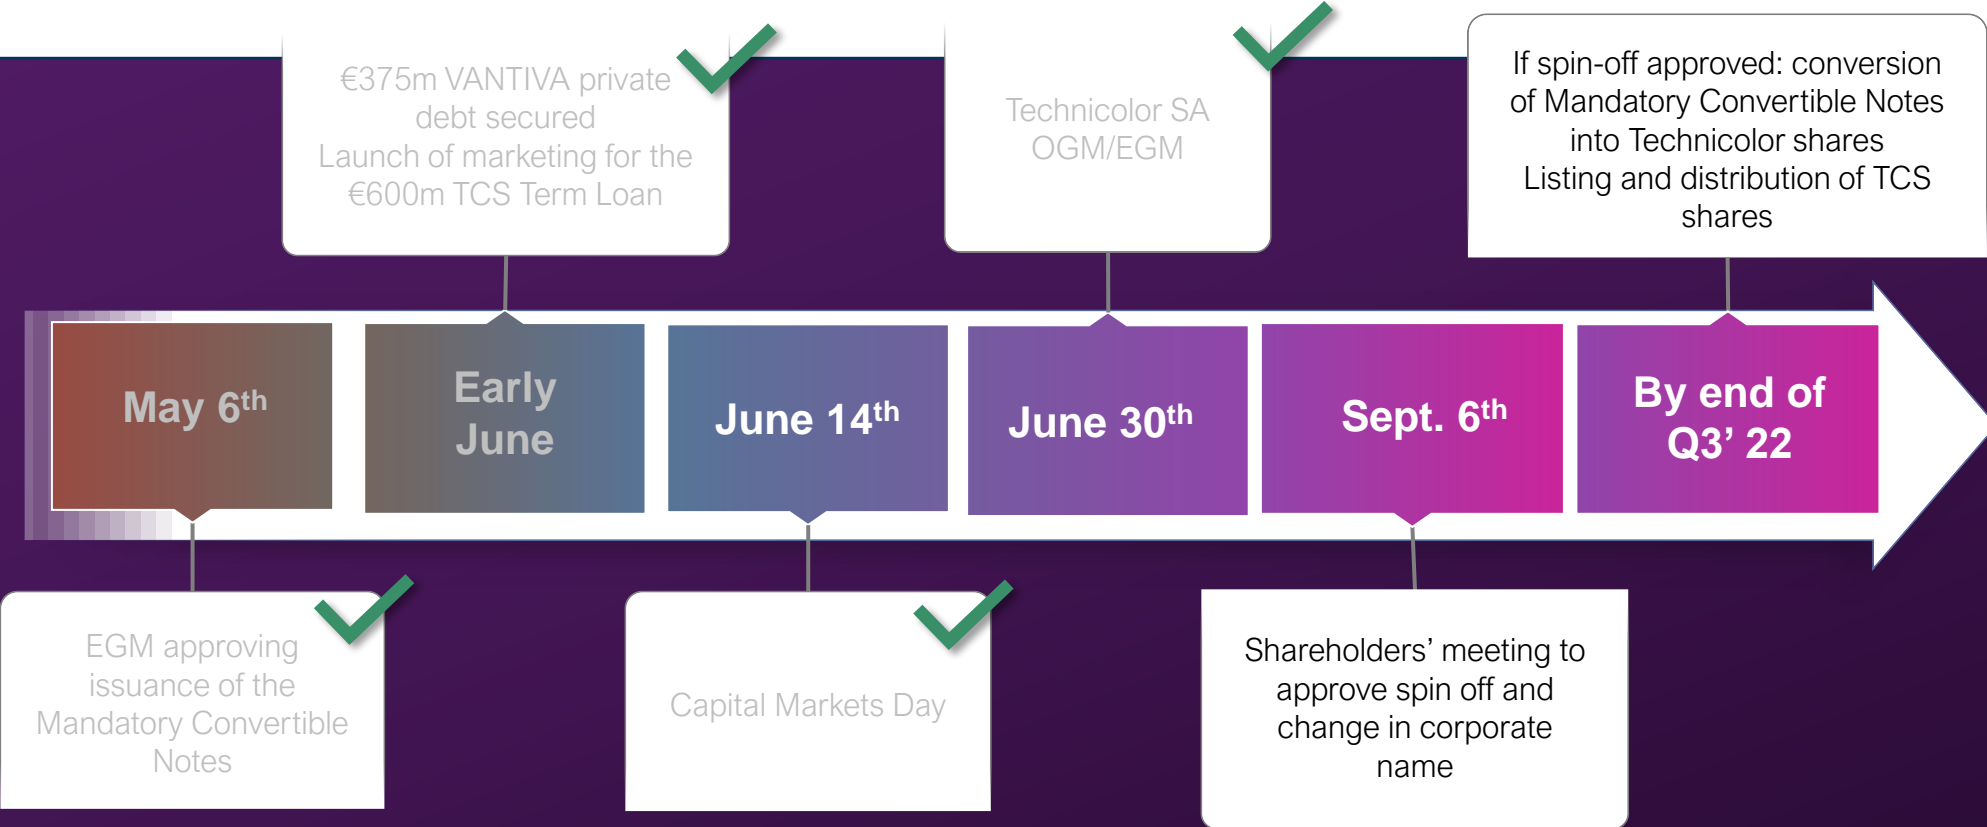 €375m VANTIVA private
debt secured
Launch of marketing for the
€600m TCS Term Loan
Technicolor SA
OGM/EGM
If spin-off approved: conversion
of Mandatory Convertible Notes
into Technicolor shares
Listing and distribution of TCS
shares
May 6th
Early
June
June 14th
June 30th
Sept. 6th
By end of
Q3’ 22
EGM approving
issuance of the
Mandatory Convertible
Notes
Capital Markets Day
Shareholders’ meeting to
approve spin off and
change in corporate
name